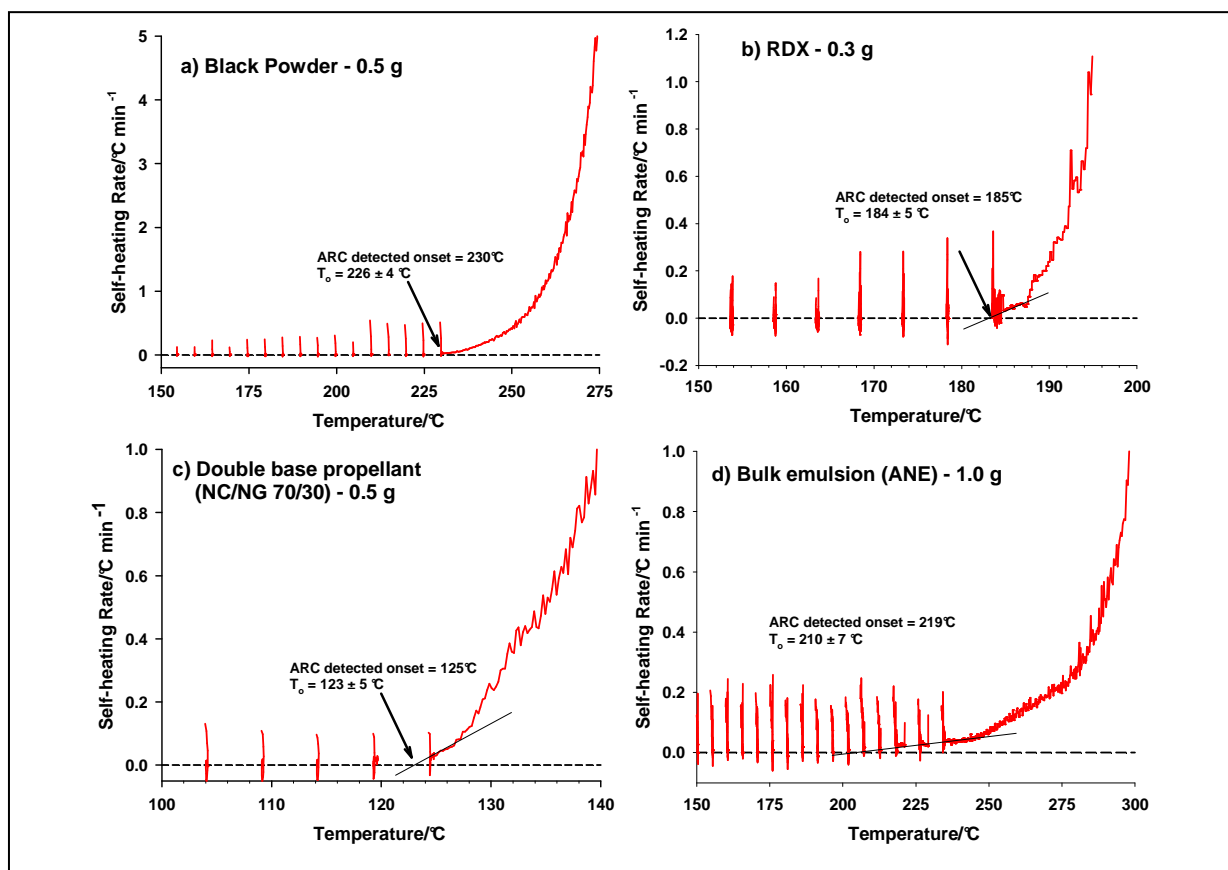 a) Black Powder - 0.5 g
Self-heating Rate/°C min-1
5
4
3
2
1
0
ARC detected onset = 230°C
To = 226 ± 4 °C
150
175
200
225
250
275
Temperature/°C
b) RDX - 0.3 g
Self-heating Rate/°C min-1
1.2
1.0
0.8
0.6
0.4
0.2
0.0
-0.2
ARC detected onset = 185°C
To = 184 ± 5 °C
150
160
170
180
190
200
Temperature/°C
c) Double base propellant
(NC/NG 70/30) - 0.5 g
Self-heating Rate/°C min-1
1.0
0.8
0.6
0.4
0.2
0.0
ARC detected onset = 125°C
To = 123 ± 5 °C
100
110
120
130
140
Temperature/°C
d) Bulk emulsion (ANE) - 1.0 g
Self-heating Rate/°C min-1
1.0
0.8
0.6
0.4
0.2
0.0
ARC detected onset = 219°C
To = 210 ± 7 °C
150
175
200
225
250
275
300
Temperature/°C